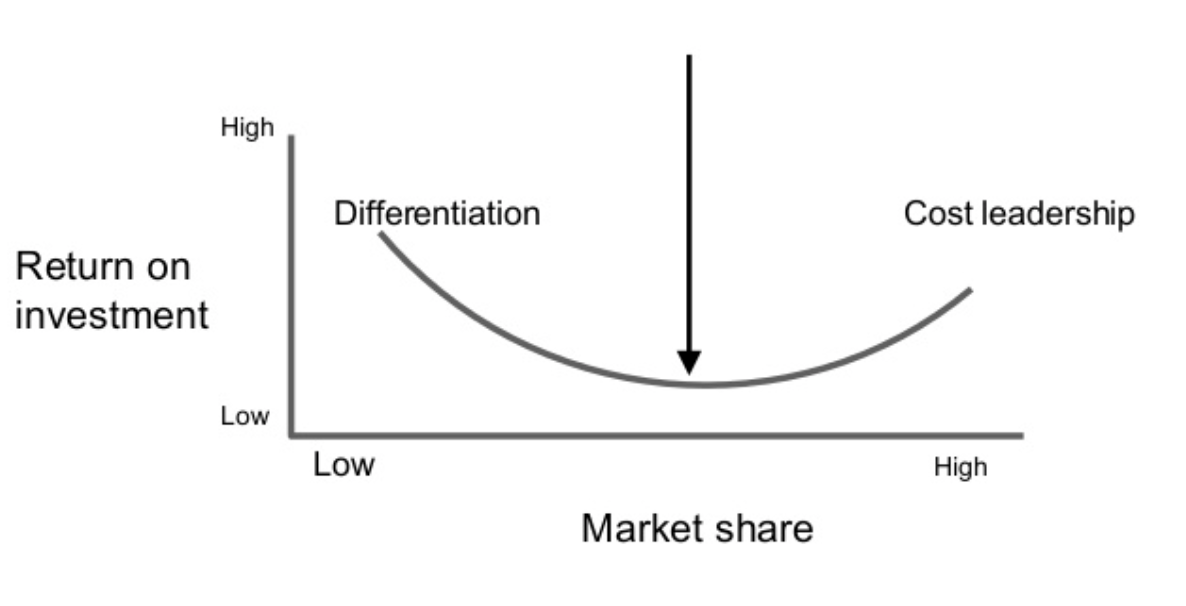 High
Differentiation
Cost leadership
Return on
investment
Low
Low
High
Market share